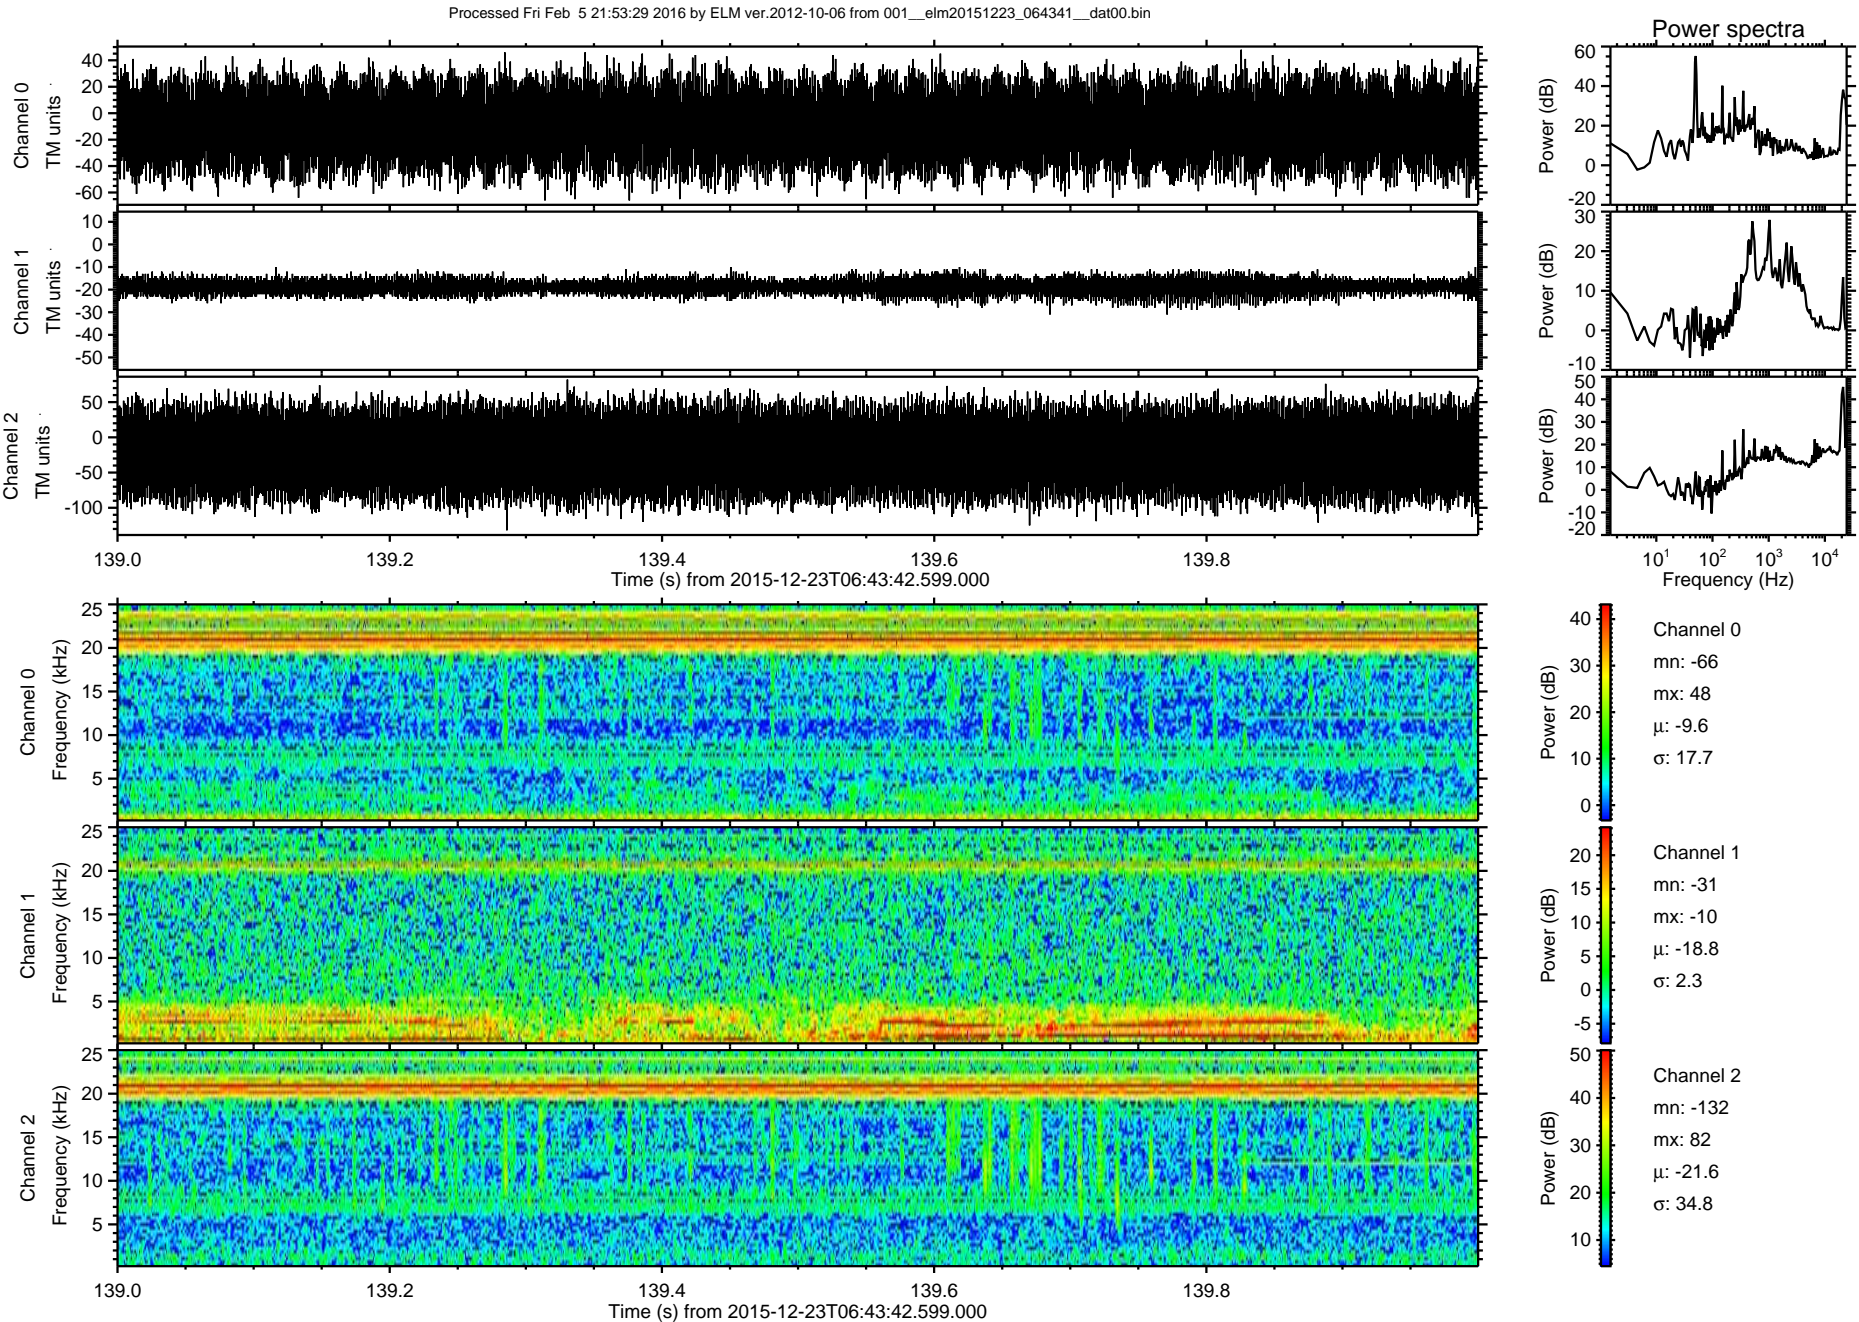 Processed Fri Feb  5 21:53:29 2016 by ELM ver.2012-10-06 from 001__elm20151223_064341__dat00.bin
Power spectra
Channel 0
TM units
40
20
0
-20
-40
-60
Power (dB)
60
40
20
0
-20
Channel 1
TM units
10
0
-10
-20
-30
-40
-50
Power (dB)
30
20
10
0
-10
Channel 2
TM units
50
0
-50
-100
Power (dB)
50
40
30
20
10
0
-10
-20
139.0
139.2
139.4
139.6
139.8
Time (s) from 2015-12-23T06:43:42.599.000
10^1
10^2
10^3
10^4
Frequency (Hz)
Channel 0
Frequency (kHz)
25
20
15
10
5
Power (dB)
40
30
20
10
0
Channel 0
mn: -66
mx: 48
μ: -9.6
σ: 17.7
Channel 1
Frequency (kHz)
25
20
15
10
5
Power (dB)
20
15
10
5
0
-5
Channel 1
mn: -31
mx: -10
μ: -18.8
σ: 2.3
Channel 2
Frequency (kHz)
25
20
15
10
5
Power (dB)
50
40
30
20
10
Channel 2
mn: -132
mx: 82
μ: -21.6
σ: 34.8
139.0
139.2
139.4
139.6
139.8
Time (s) from 2015-12-23T06:43:42.599.000